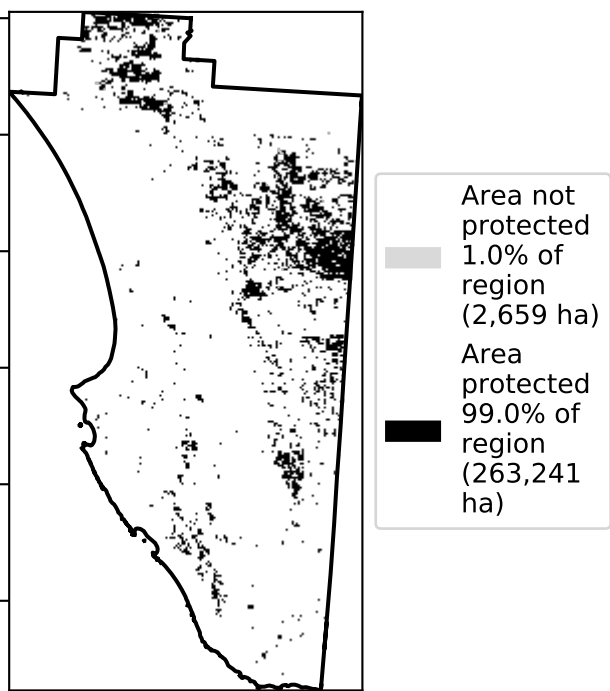 Area not
protected
1.0% of
region
(2,659 ha)
Area
protected
99.0% of
region
(263,241
ha)